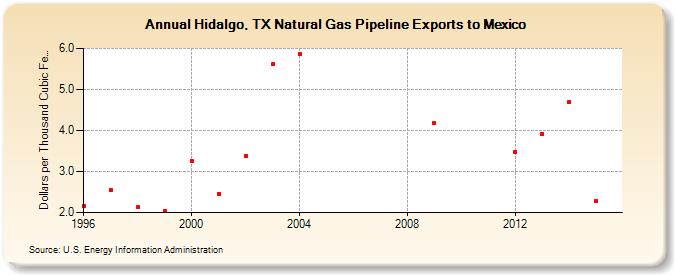 Annual Hidalgo, TX Natural Gas Pipeline Exports to Mexico
Dollars per Thousand Cubic Fe...
6.0
5.0
4.0
3.0
2.0
1996 2000 2004 2008 2012
Source: U.S. Energy Information Administration